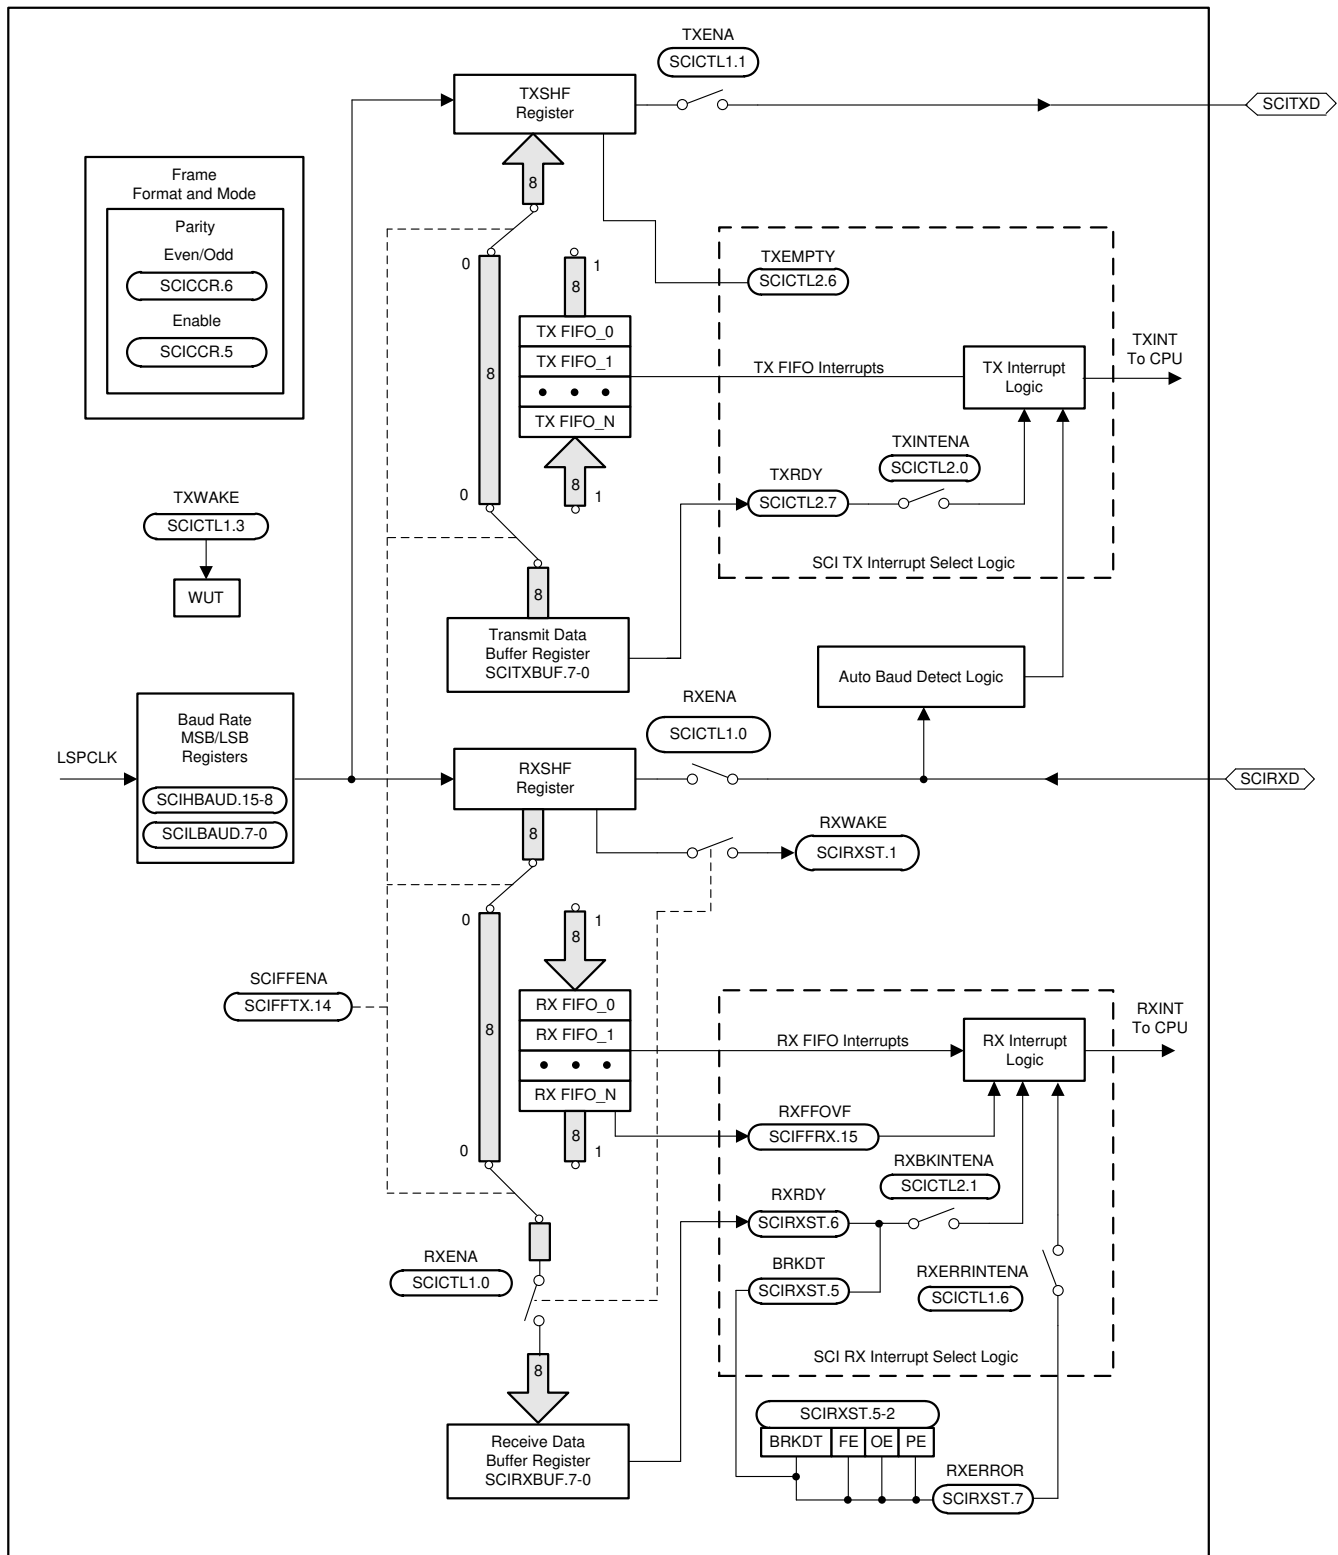 TXENA
SCICTL1.1
TXSHF
Register
SCITXD
Frame
Format and Mode
Parity
Even/Odd
SCICCR.6
Enable
SCICCR.5
8
0
1
8
TX FIFO_0
TX FIFO_1
TX FIFO_N
8
8
0
1
TXEMPTY
SCICTL2.6
TX FIFO Interrupts
TX Interrupt
Logic
TXINT
To CPU
TXINTENA
SCICTL2.0
TXRDY
SCICTL2.7
SCI TX Interrupt Select Logic
TXWAKE
SCICTL1.3
WUT
8
Transmit Data
Buffer Register
SCITXBUF.7-0
Auto Baud Detect Logic
RXENA
SCICTL1.0
LSPCLK
Baud Rate
MSB/LSB
Registers
SCIHBAUD.15-8
SCILBAUD.7-0
RXSHF
Register
SCIRXD
8
RXWAKE
SCIRXST.1
0
1
8
SCIFFENA
SCIFFTX.14
8
RX FIFO_0
RX FIFO_1
RX FIFO_N
8
0
1
RX FIFO Interrupts
RX Interrupt
Logic
RXINT
To CPU
RXFFOVF
SCIFFRX.15
RXBKINTENA
SCICTL2.1
RXRDY
SCIRXST.6
BRKDT
SCIRXST.5
RXERRINTENA
SCICTL1.6
SCI RX Interrupt Select Logic
RXENA
SCICTL1.0
8
Receive Data
Buffer Register
SCIRXBUF.7-0
SCIRXST.5-2
BRKDT FE OE PE
RXERROR
SCIRXST.7